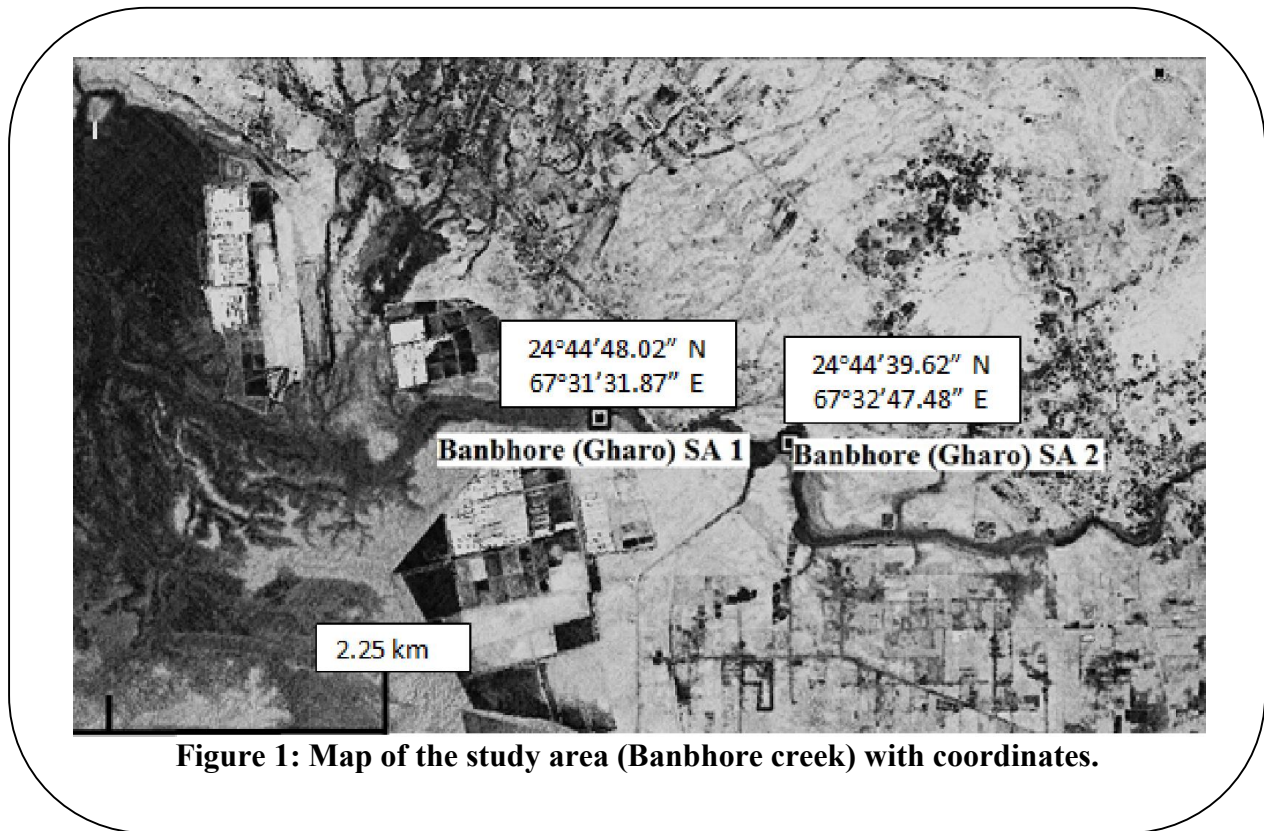 24°44’48.02” N
67°31’31.87” E
24°44’39.62” N
67°32’47.48” E
Banbhore (Gharo) SA 1
Banbhore (Gharo) SA 2
2.25 km
Figure 1: Map of the study area (Banbhore creek) with coordinates.